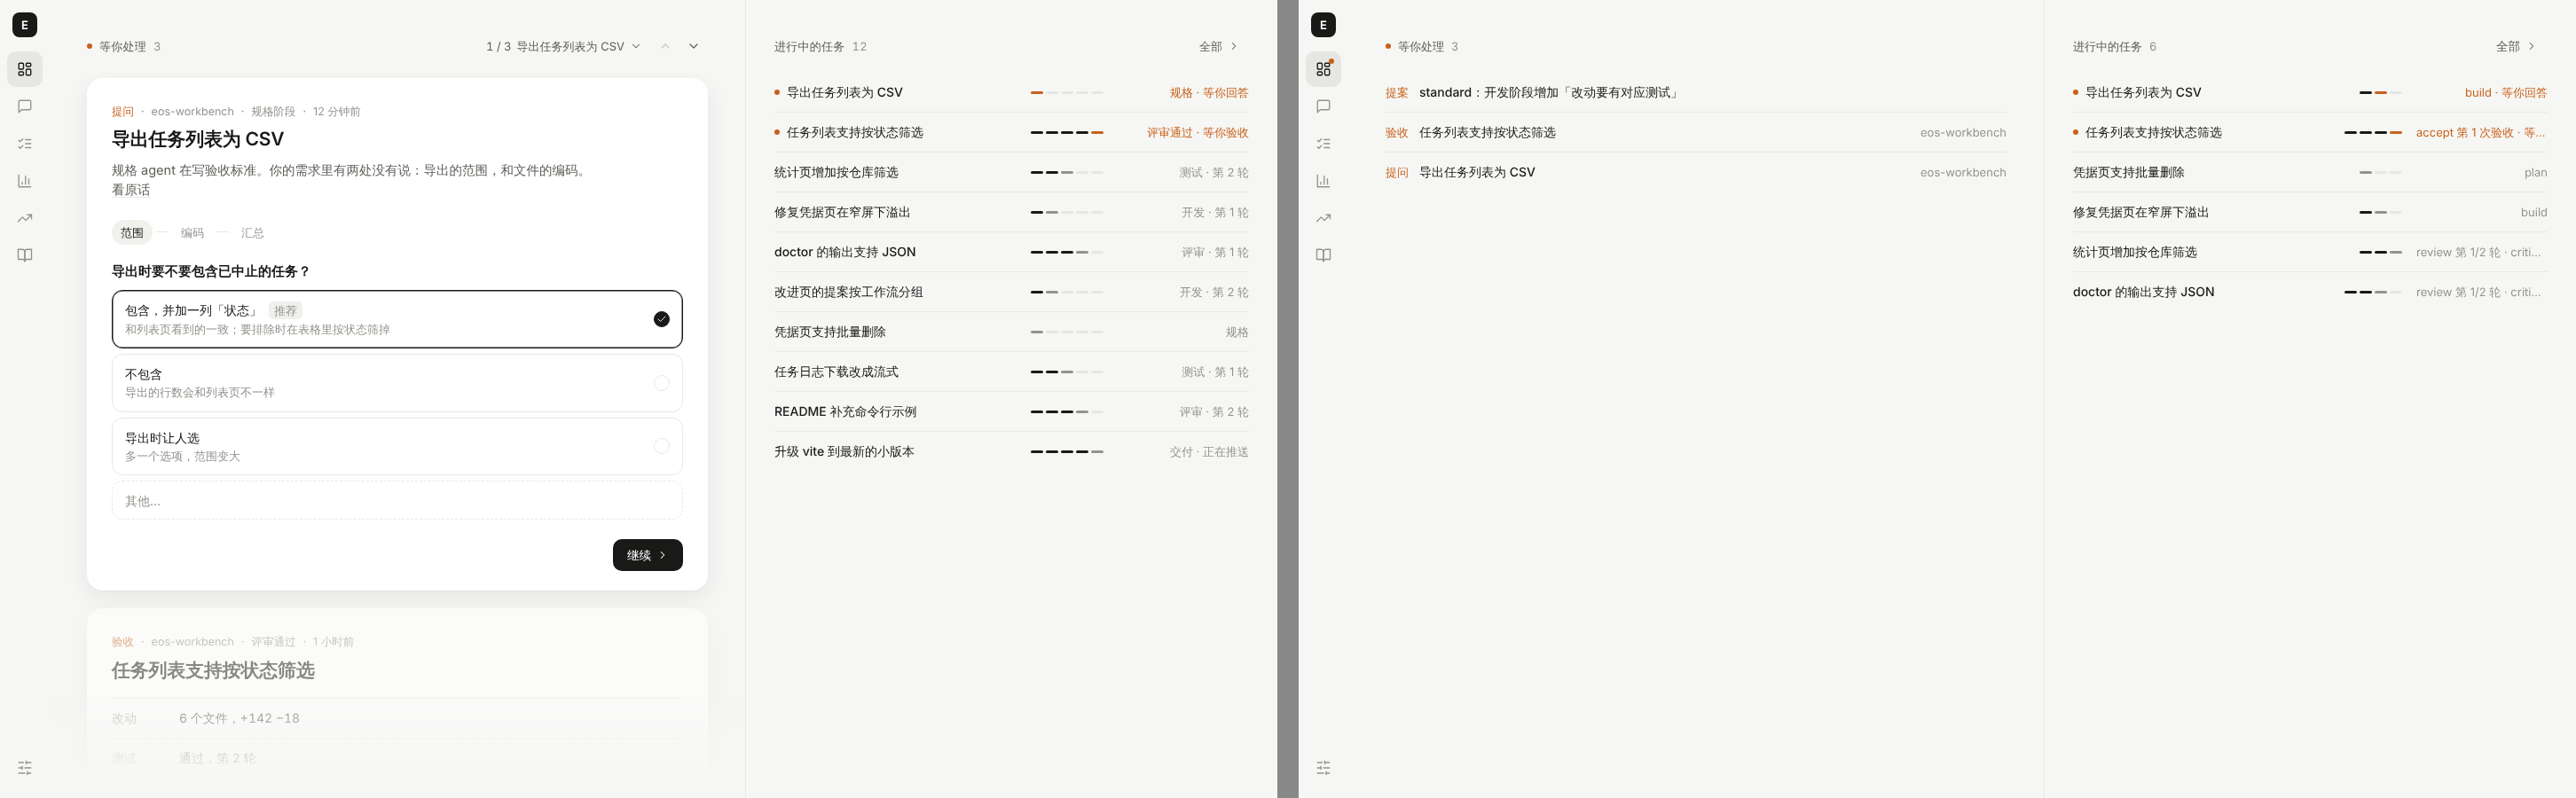 E
等你处理 3
1 / 3 导出任务列表为 CSV
提问 · eos-workbench · 规格阶段 · 12 分钟前
导出任务列表为 CSV
规格 agent 在写验收标准。你的需求里有两处没有说：导出的范围，和文件的编码。
看原话
范围 编码 汇总
导出时要不要包含已中止的任务？
包含，并加一列「状态」 推荐
和列表页看到的一致；要排除时在表格里按状态筛掉
不包含
导出的行数会和列表页不一样
导出时让人选
多一个选项，范围变大
其他...
继续
验收 · eos-workbench · 评审通过 · 1 小时前
任务列表支持按状态筛选
改动 6 个文件，+142 −18
测试 通过，第 2 轮
进行中的任务 12
全部
导出任务列表为 CSV 规格 · 等你回答
任务列表支持按状态筛选 评审通过 · 等你验收
统计页增加按仓库筛选 测试 · 第 2 轮
修复凭据页在窄屏下溢出 开发 · 第 1 轮
doctor 的输出支持 JSON 评审 · 第 1 轮
改进页的提案按工作流分组 开发 · 第 2 轮
凭据页支持批量删除 规格
任务日志下载改成流式 测试 · 第 1 轮
README 补充命令行示例 评审 · 第 2 轮
升级 vite 到最新的小版本 交付 · 正在推送
E
等你处理 3
提案 standard：开发阶段增加「改动要有对应测试」
验收 任务列表支持按状态筛选 eos-workbench
提问 导出任务列表为 CSV eos-workbench
进行中的任务 6
全部
导出任务列表为 CSV build · 等你回答
任务列表支持按状态筛选 accept 第 1 次验收 · 等...
凭据页支持批量删除 plan
修复凭据页在窄屏下溢出 build
统计页增加按仓库筛选 review 第 1/2 轮 · criti...
doctor 的输出支持 JSON review 第 1/2 轮 · criti...